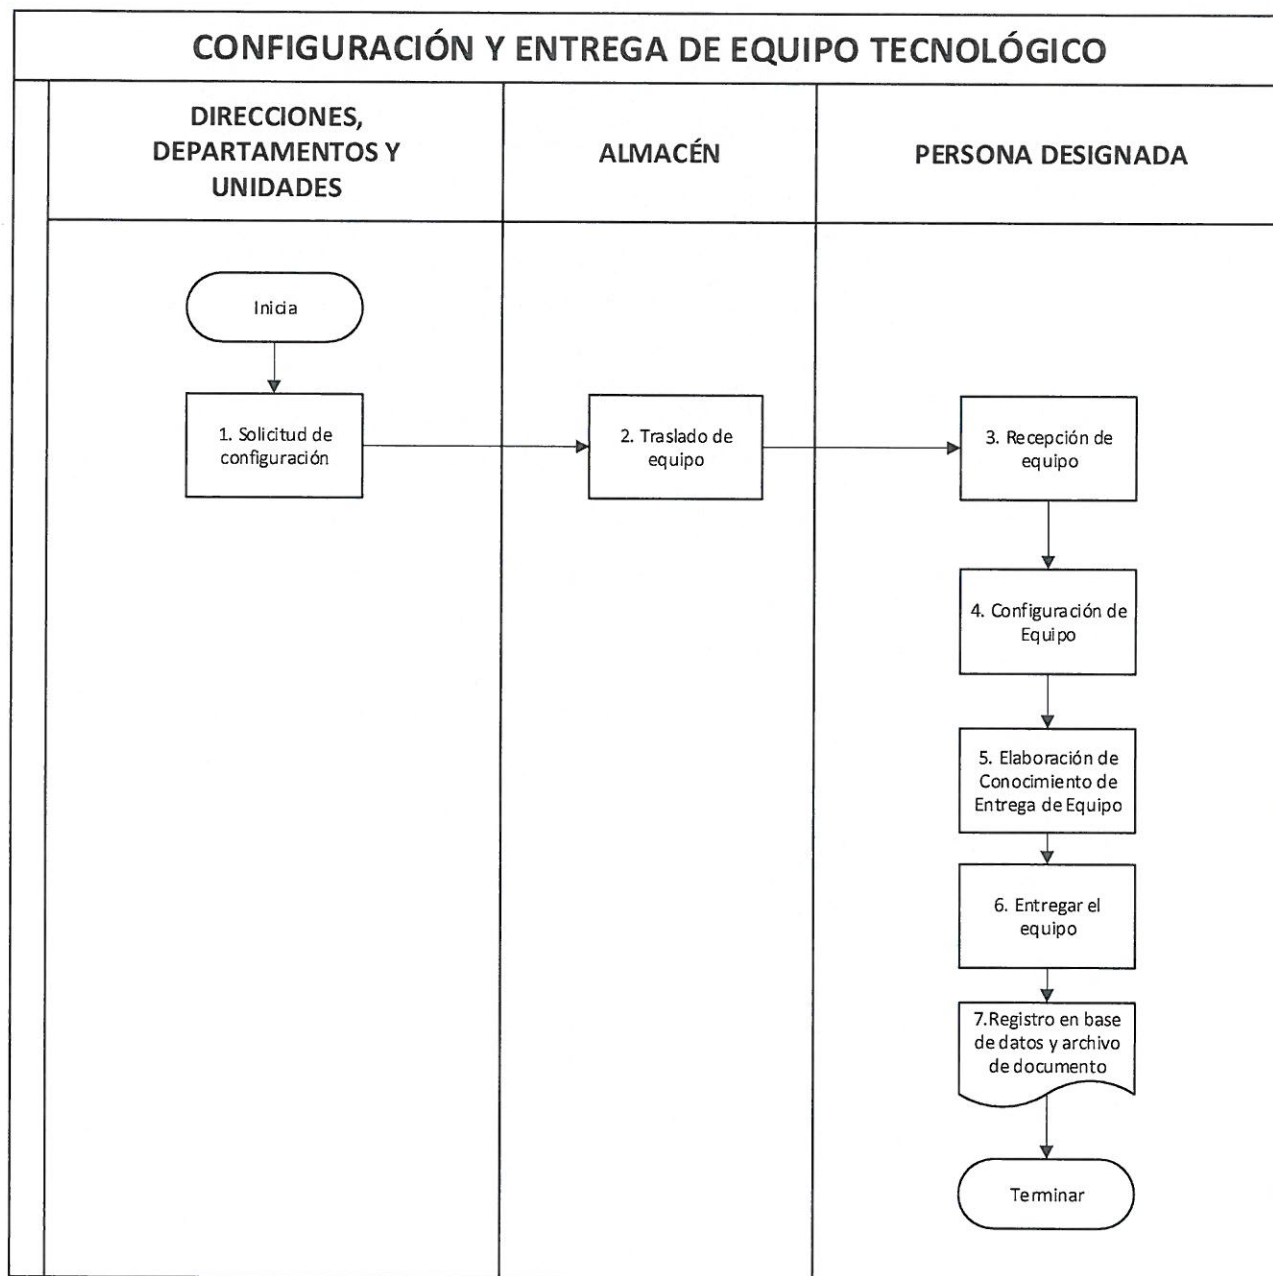 CONFIGURACIÓN Y ENTREGA DE EQUIPO TECNOLÓGICO
DIRECCIONES,
DEPARTAMENTOS Y
UNIDADES
ALMACÉN
PERSONA DESIGNADA
Inicia
1. Solicitud de
configuración
2. Traslado de
equipo
3. Recepción de
equipo
4. Configuración de
Equipo
5. Elaboración de
Conocimiento de
Entrega de Equipo
6. Entregar el
equipo
7.Registro en base
de datos y archivo
de documento
Terminar